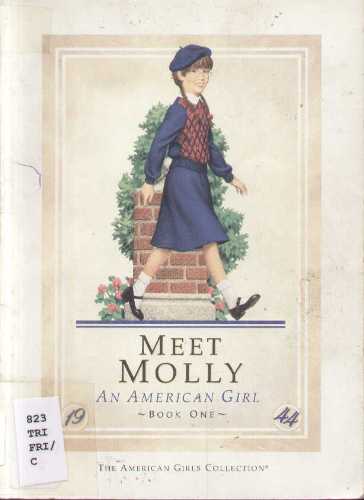 MEET
MOLLY
AN AMERICAN GIRL
~BOOK ONE~
823
TRI
FRI/
C
19
44
THE AMERICAN GIRLS COLLECTION®